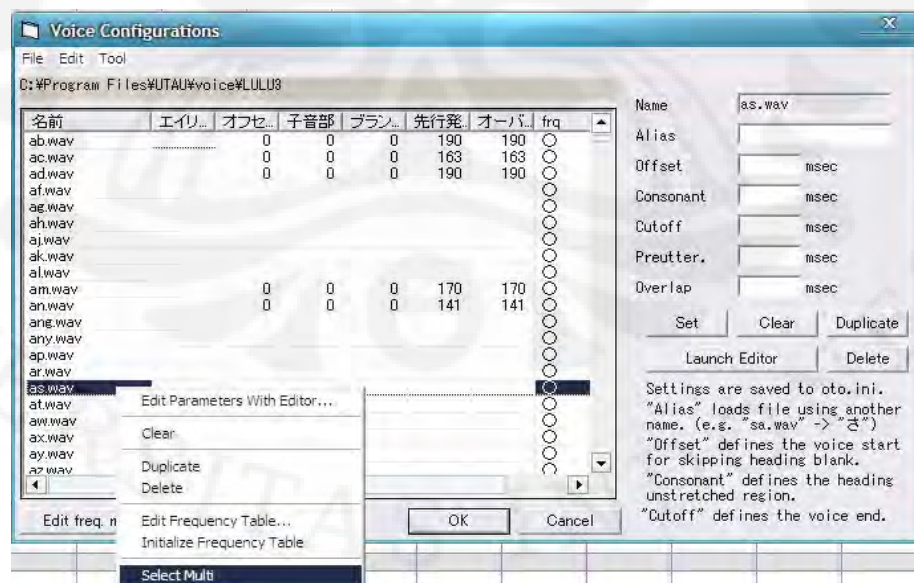 Voice Configurations
File Edit Tool
C:¥Program Files¥UTAU¥voice¥LULU3
名前 エイリ... オフセ... 子音部 ブラン... 先行発... オーバ... frq
ab.wav 0 0 0 190 190 ○
ac.wav 0 0 0 163 163 ○
ad.wav 0 0 0 190 190 ○
af.wav ○
ag.wav ○
ah.wav ○
aj.wav ○
ak.wav ○
al.wav ○
am.wav 0 0 0 170 170 ○
an.wav 0 0 0 141 141 ○
ang.wav ○
any.wav ○
ap.wav ○
ar.wav ○
as.wav ○
at.wav ○
aw.wav ○
ax.wav ○
ay.wav ○
az.wav ○
Edit Parameters With Editor...
Clear
Duplicate
Delete
Edit Frequency Table...
Initialize Frequency Table
Select Multi
Edit freq.
OK
Cancel
Name as.wav
Alias
Offset msec
Consonant msec
Cutoff msec
Preutter. msec
Overlap msec
Set Clear Duplicate
Launch Editor Delete
Settings are saved to oto.ini.
"Alias" loads file using another
name. (e.g. "sa.wav" -> "さ")
"Offset" defines the voice start
for skipping heading blank.
"Consonant" defines the heading
unstretched region.
"Cutoff" defines the voice end.